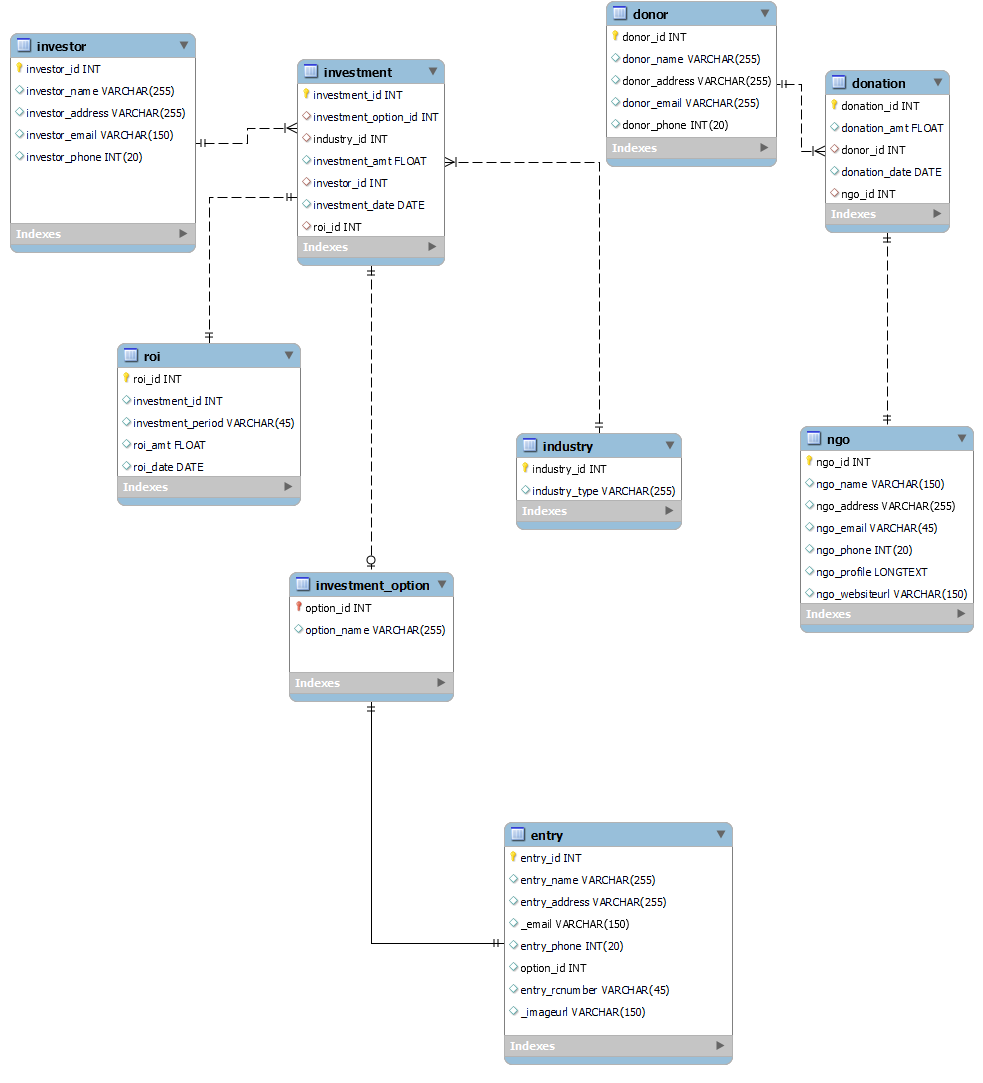 investor
investor_id INT
investor_name VARCHAR(255)
investor_address VARCHAR(255)
investor_email VARCHAR(150)
investor_phone INT(20)
Indexes
investment
investment_id INT
investment_option_id INT
industry_id INT
investment_amt FLOAT
investor_id INT
investment_date DATE
roi_id INT
Indexes
donor
donor_id INT
donor_name VARCHAR(255)
donor_address VARCHAR(255)
donor_email VARCHAR(255)
donor_phone INT(20)
Indexes
donation
donation_id INT
donation_amt FLOAT
donor_id INT
donation_date DATE
ngo_id INT
Indexes
roi
roi_id INT
investment_id INT
investment_period VARCHAR(45)
roi_amt FLOAT
roi_date DATE
Indexes
industry
industry_id INT
industry_type VARCHAR(255)
Indexes
ngo
ngo_id INT
ngo_name VARCHAR(150)
ngo_address VARCHAR(255)
ngo_email VARCHAR(45)
ngo_phone INT(20)
ngo_profile LONGTEXT
ngo_websiteurl VARCHAR(150)
Indexes
investment_option
option_id INT
option_name VARCHAR(255)
Indexes
entry
entry_id INT
entry_name VARCHAR(255)
entry_address VARCHAR(255)
_email VARCHAR(150)
entry_phone INT(20)
option_id INT
entry_rcnumber VARCHAR(45)
_imageurl VARCHAR(150)
Indexes